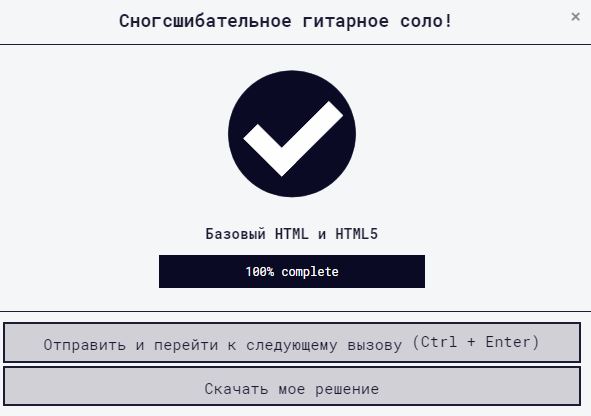 Сногсшибательное гитарное соло!
×
Базовый HTML и HTML5
100% complete
Отправить и перейти к следующему вызову (Ctrl + Enter)
Скачать мое решение